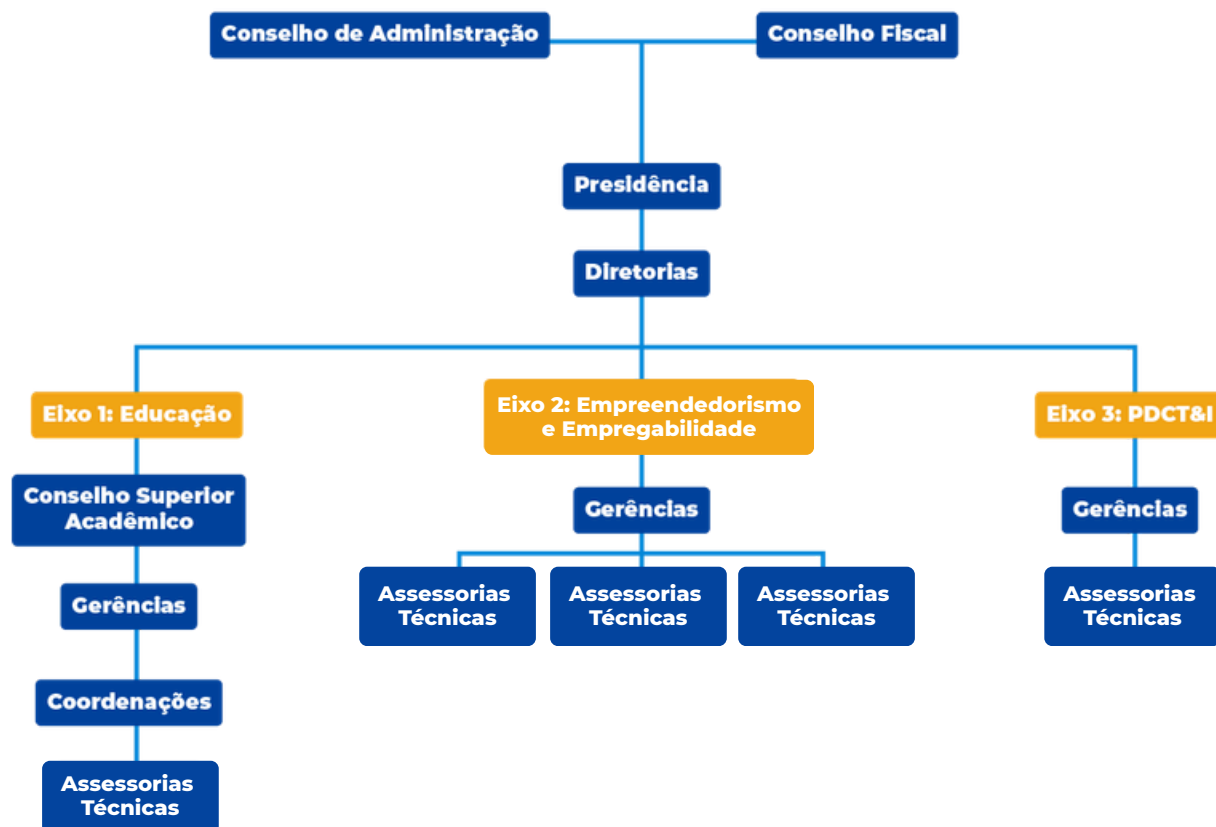 Conselho de Administração
Conselho Fiscal
Presidência
Diretorias
Eixo 1: Educação
Conselho Superior
Acadêmico
Gerências
Coordenações
Assessorias
Técnicas
Eixo 2: Empreendedorismo
e Empregabilidade
Gerências
Assessorias
Técnicas
Assessorias
Técnicas
Assessorias
Técnicas
Eixo 3: PDCT&I
Gerências
Assessorias
Técnicas